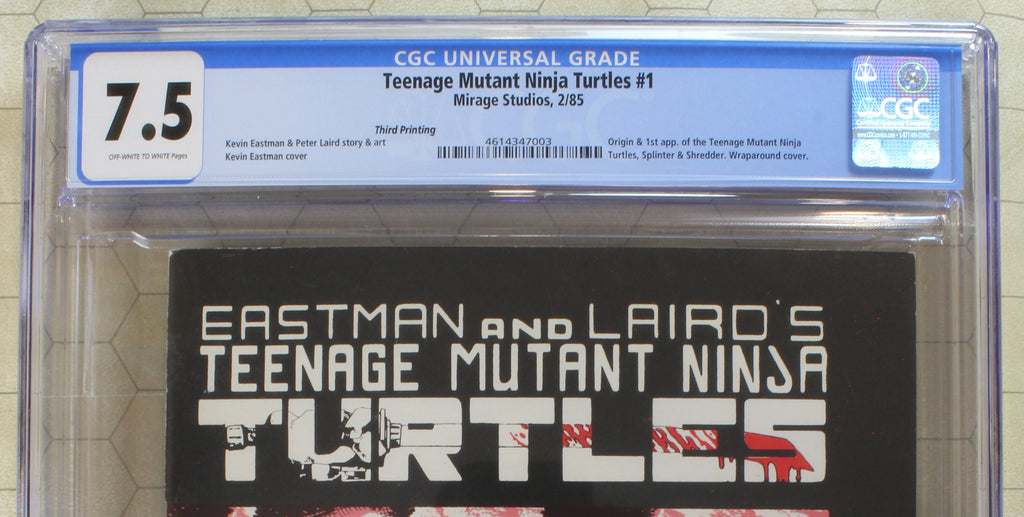 CGC UNIVERSAL GRADE
7.5
OFF-WHITE TO WHITE Pages
Teenage Mutant Ninja Turtles #1
Mirage Studios, 2/85
Third Printing
Kevin Eastman & Peter Laird story & art
Kevin Eastman cover
4614347003
Origin & 1st app. of the Teenage Mutant Ninja
Turtles, Splinter & Shredder. Wraparound cover.
CGC
EASTMAN AND LAIRD'S
TEENAGE MUTANT NINJA
TURTLES